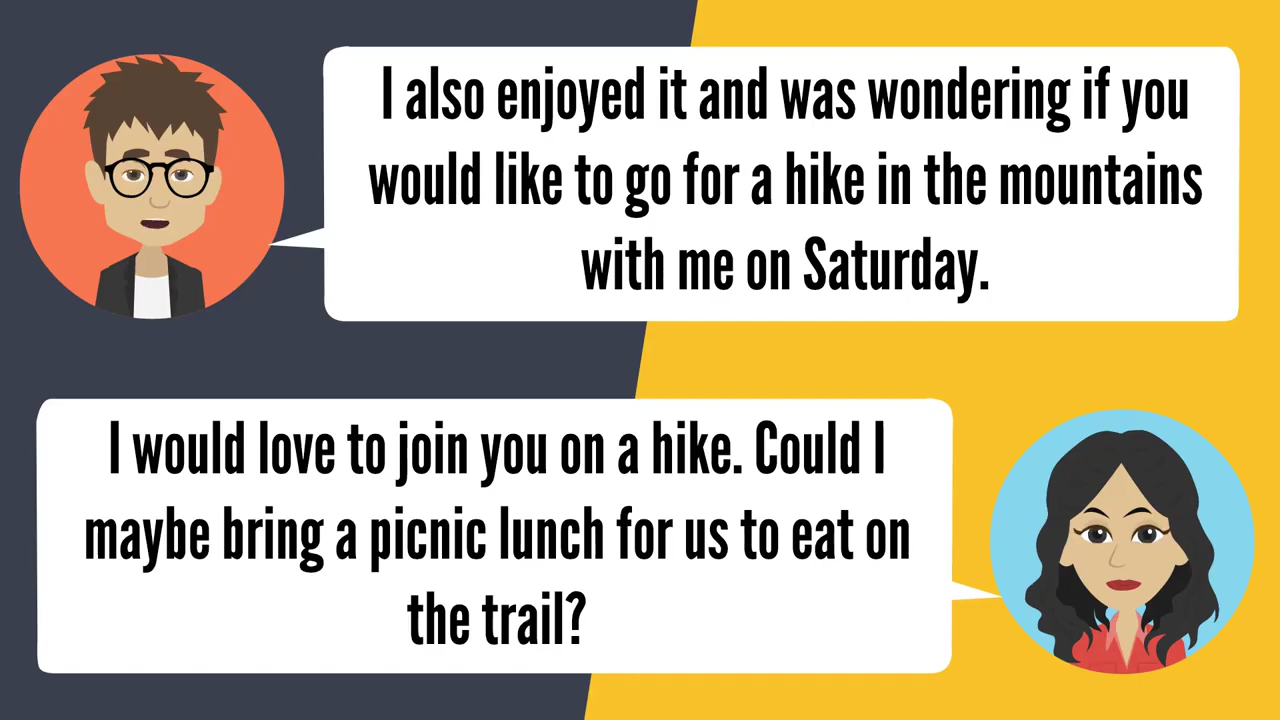 I also enjoyed it and was wondering if you
would like to go for a hike in the mountains
with me on Saturday.
I would love to join you on a hike. Could I
maybe bring a picnic lunch for us to eat on
the trail?